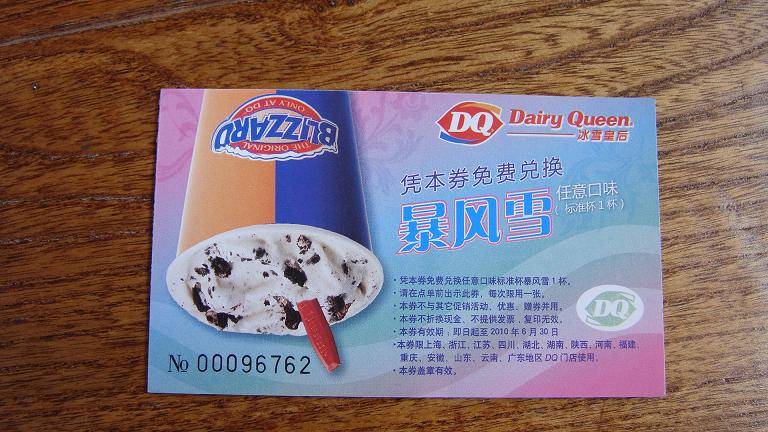 THE ORIGINAL
BLIZZARD
ONLY AT DQ
DQ Dairy Queen
冰雪皇后
凭本券免费兑换
暴风雪 任意口味
(标准杯1杯)
·凭本券免费兑换任意口味标准杯暴风雪1杯。
·请在点单前出示此券，每次限用一张。
·本券不与其它促销活动、优惠、赠券并用。
·本券不折换现金、不提供发票、复印无效。
·本券有效期：即日起至2010年6月30日
·本券限上海、浙江、江苏、四川、湖北、湖南、陕西、河南、福建、
重庆、安徽、山东、云南、广东地区DQ门店使用。
·本券盖章有效。
DQ
No 00096762